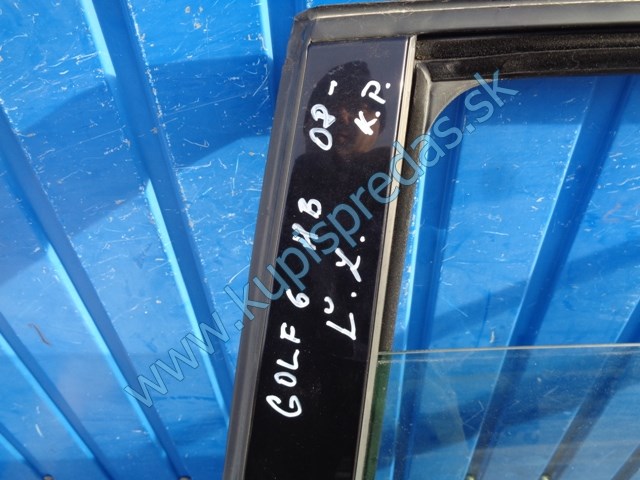 GOLF 6 HB 08-
L'. Z. K.P.
www.kupispredas.sk